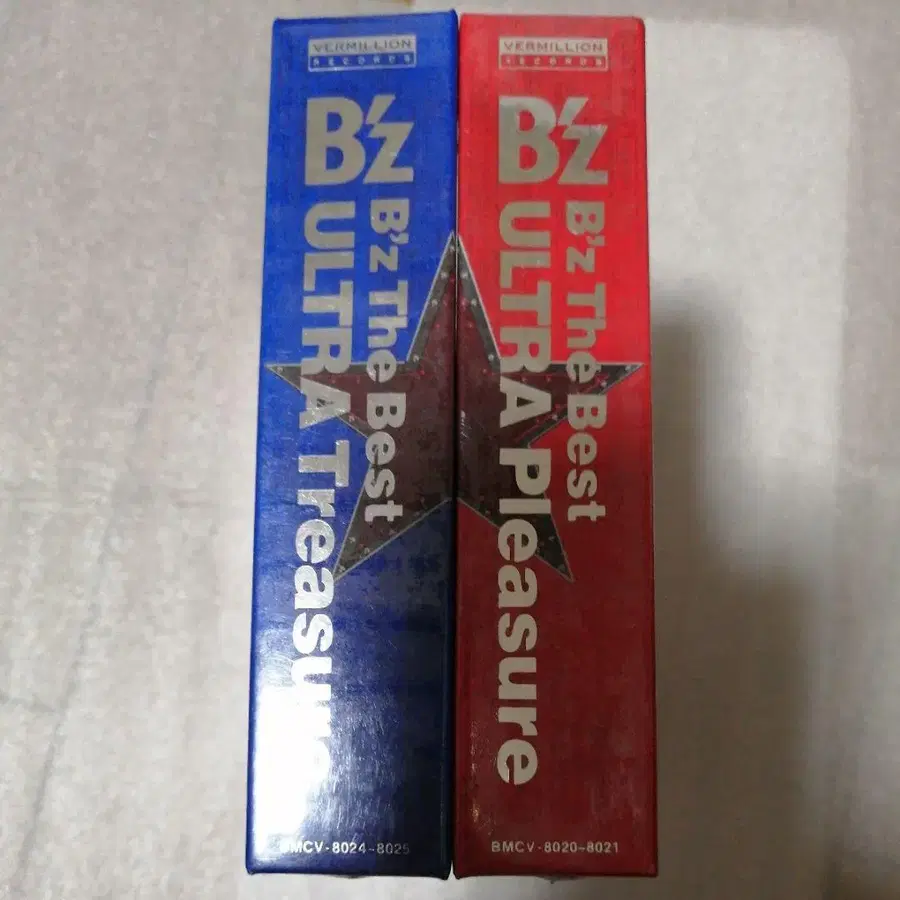 VERMILLION
RECORDS
B'z
B'z The Best
ULTRA Treasure
BMCV-8024~8025
VERMILLION
RECORDS
B'z
B'z The Best
ULTRA Pleasure
BMCV-8020~8021